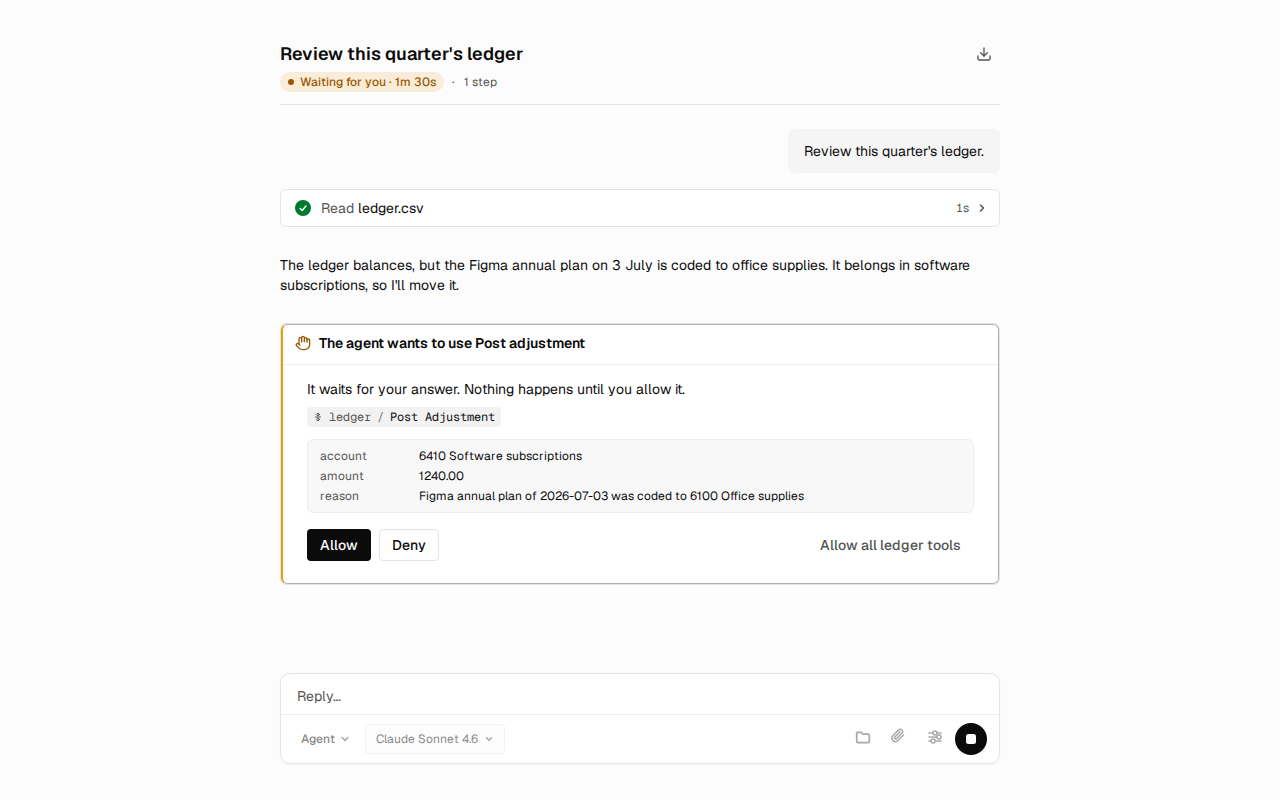 Review this quarter's ledger
Waiting for you · 1m 30s · 1 step
Review this quarter's ledger.
Read ledger.csv
1s
The ledger balances, but the Figma annual plan on 3 July is coded to office supplies. It belongs in software
subscriptions, so I'll move it.
The agent wants to use Post adjustment
It waits for your answer. Nothing happens until you allow it.
ledger / Post Adjustment
account 6410 Software subscriptions
amount 1240.00
reason Figma annual plan of 2026-07-03 was coded to 6100 Office supplies
Allow Deny Allow all ledger tools
Reply…
Agent Claude Sonnet 4.6